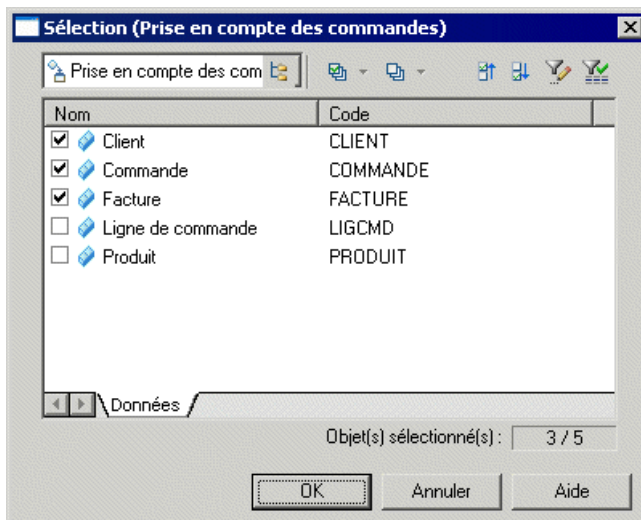 Sélection (Prise en compte des commandes)
Prise en compte des com
Nom Code
Client CLIENT
Commande COMMANDE
Facture FACTURE
Ligne de commande LIGCMD
Produit PRODUIT
Données
Objet(s) sélectionné(s) : 3 / 5
OK Annuler Aide